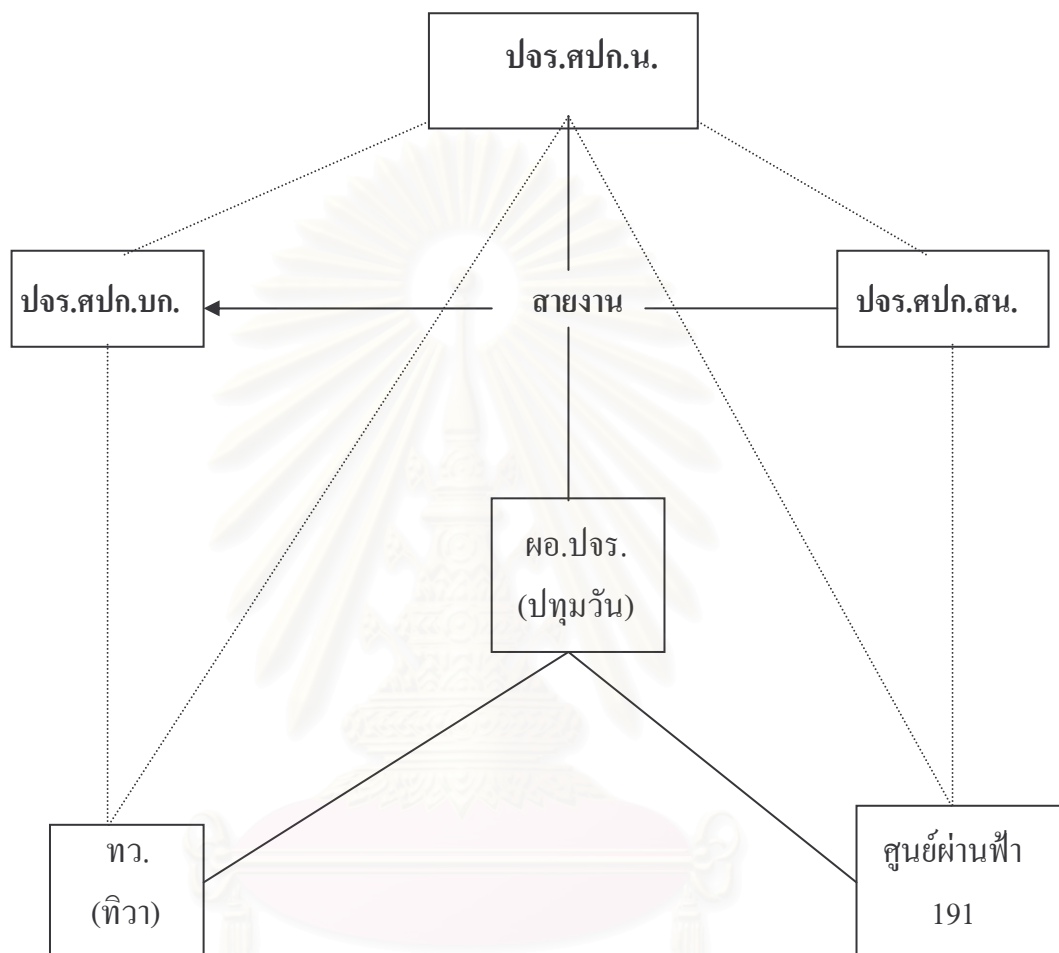 ปจร.ศปก.น.
ปจร.ศปก.บก.
สายงาน
ปจร.ศปก.สน.
ผอ.ปจร.
(ปทุมวัน)
ทว.
(ทิวา)
ศูนย์ผ่านฟ้า
191